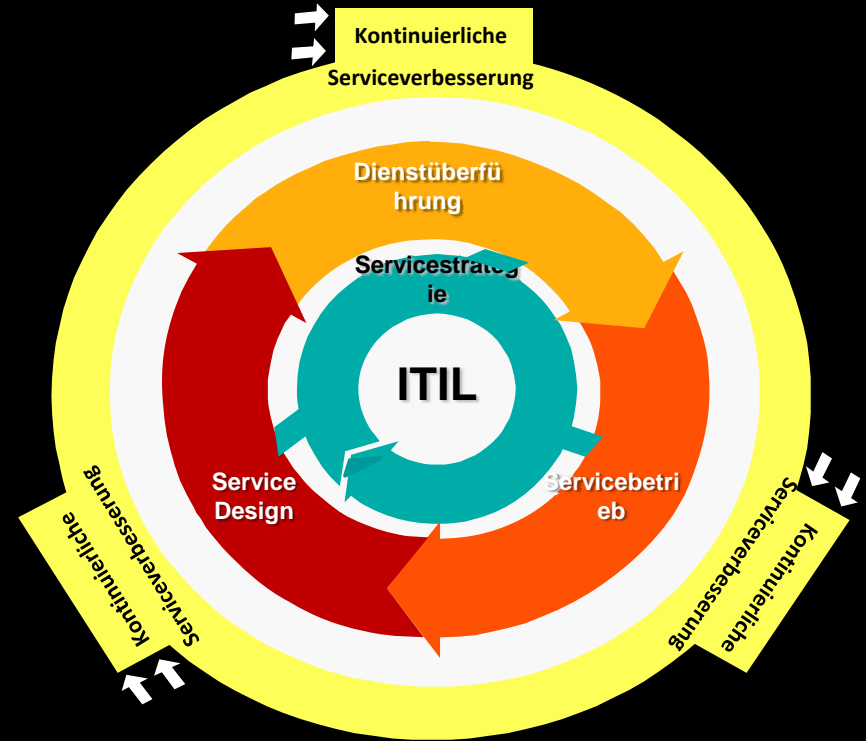 Kontinuierliche
Serviceverbesserung
Dienstüberfü
hrung
Servicestrateg
ie
ITIL
Service
Design
Servicebetri
eb
Kontinuierliche
Serviceverbesserung
Kontinuierliche
Serviceverbesserung